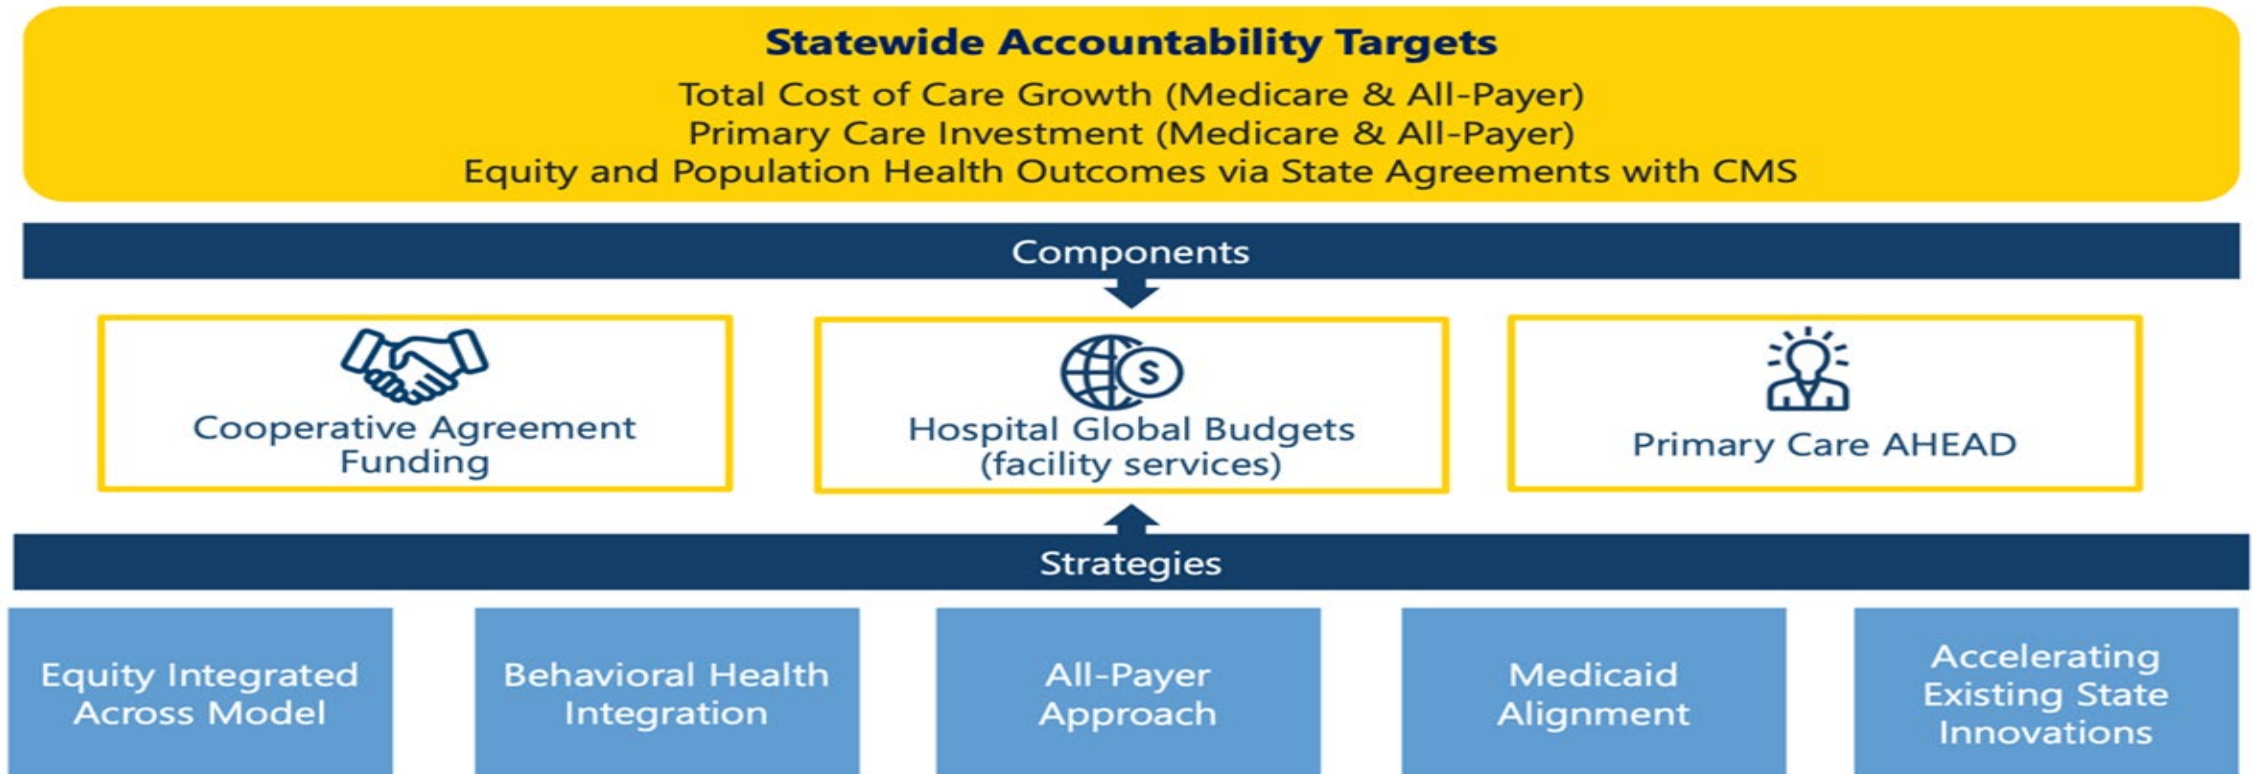 Statewide Accountability Targets
Total Cost of Care Growth (Medicare & All-Payer)
Primary Care Investment (Medicare & All-Payer)
Equity and Population Health Outcomes via State Agreements with CMS
Components
Cooperative Agreement
Funding
$
Hospital Global Budgets
(facility services)
Primary Care AHEAD
Strategies
Equity Integrated
Across Model
Behavioral Health
Integration
All-Payer
Approach
Medicaid
Alignment
Accelerating
Existing State
Innovations